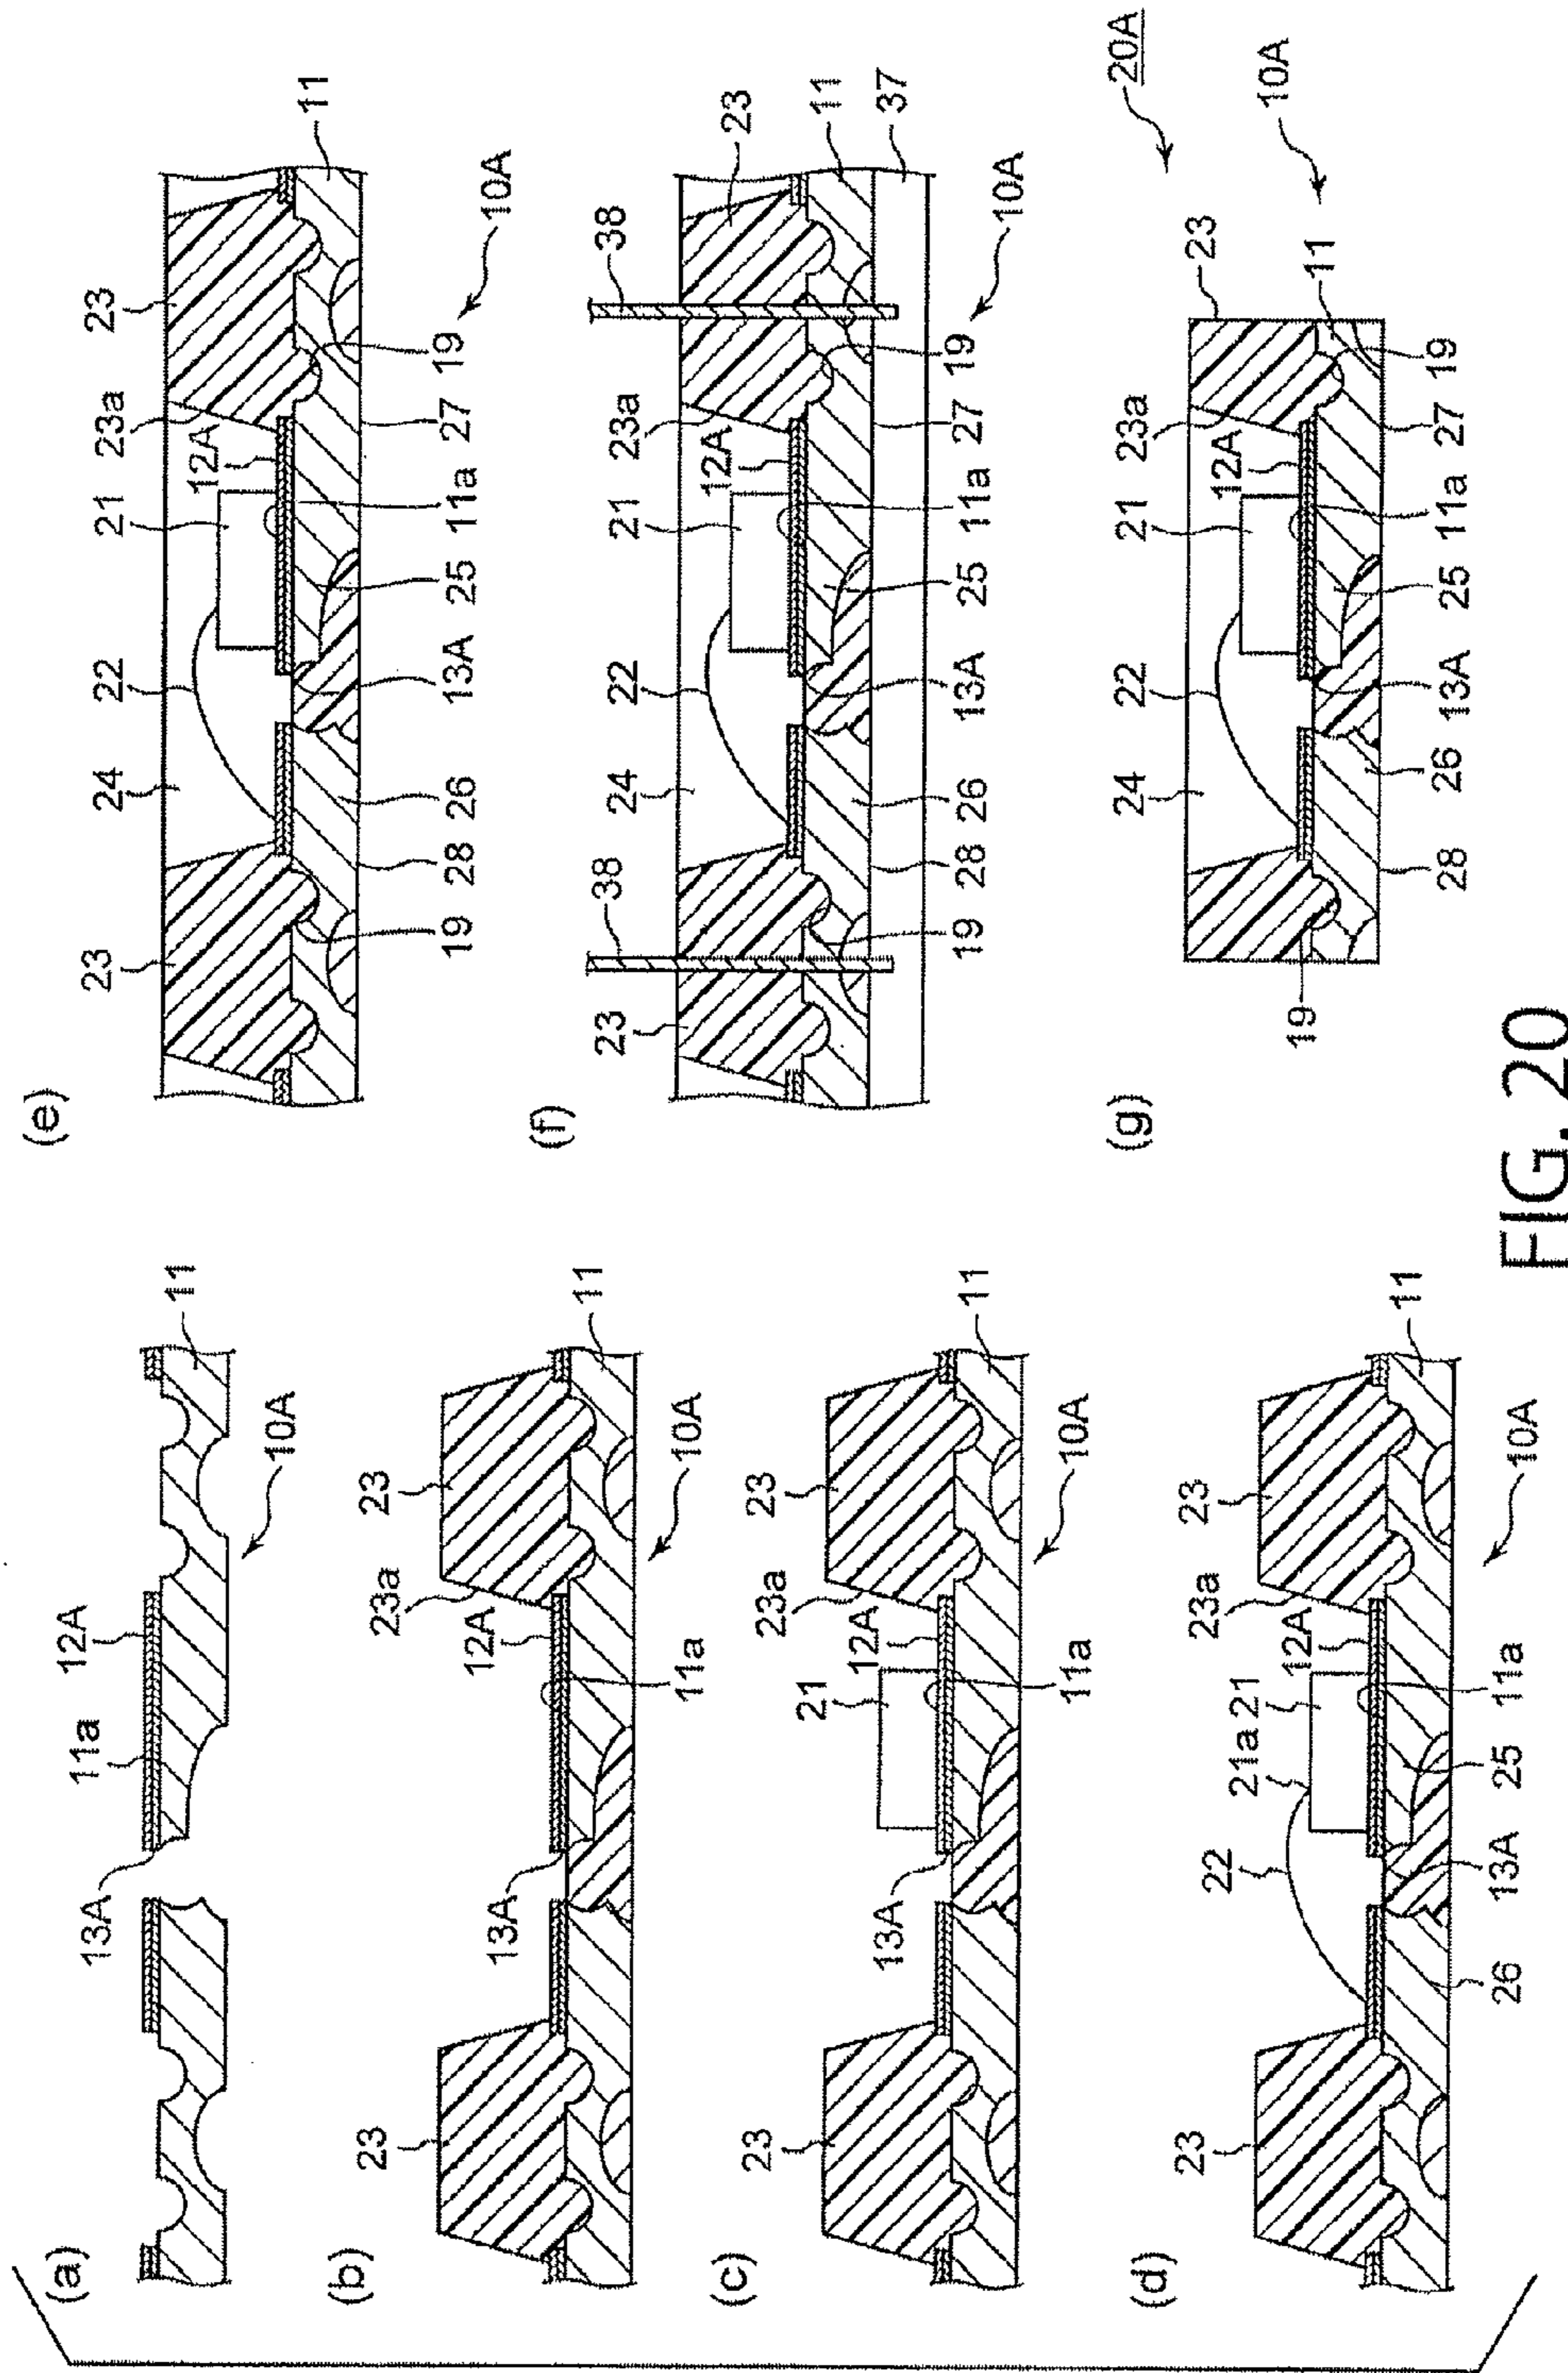 (a)
13A 11a 12A 11
10A
(b)
23 13A 12A 23a 23 11
11a 10A
(c)
23 13A 21 12A 23a 23 11
11a 10A
(d)
23 22 21a 21 12A 23a 23 11
26 13A 25 11a 10A
(e)
23 24 22 21 12A 23a 23 11
19 28 26 13A 25 11a 27 19 10A
(f)
38 38
23 24 22 21 12A 23a 23 11 37
19 28 26 13A 25 11a 27 19 10A
(g)
20A
24 22 21 12A 23a 23 11 10A
19 28 26 13A 25 11a 27 19
FIG. 20